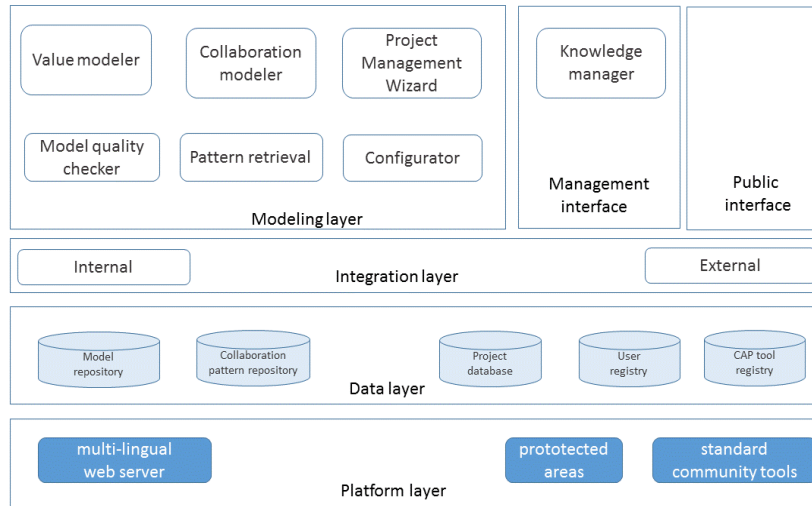 Value modeler
Collaboration
modeler
Project
Management
Wizard
Knowledge
manager
Model quality
checker
Pattern retrieval
Configurator
Modeling layer
Management
interface
Public
interface
Internal
Integration layer
External
Model
repository
Collaboration
pattern repository
Project
database
User
registry
CAP tool
registry
Data layer
multi-lingual
web server
prototected
areas
standard
community tools
Platform layer